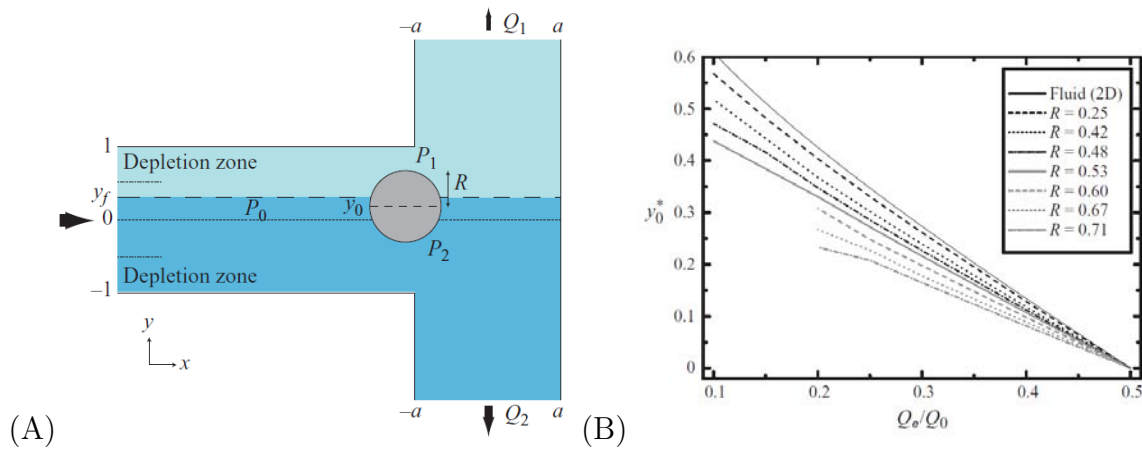 −a
a
Q1
1
Depletion zone
P1
yf
R
P0
y0
0
P2
Depletion zone
−1
y
x
−a
a
Q2
(A)
0.6
0.5
0.4
y0*
0.3
0.2
0.1
0
0.1
0.2
0.3
0.4
0.5
Qe/Q0
Fluid (2D)
R = 0.25
R = 0.42
R = 0.48
R = 0.53
R = 0.60
R = 0.67
R = 0.71
(B)